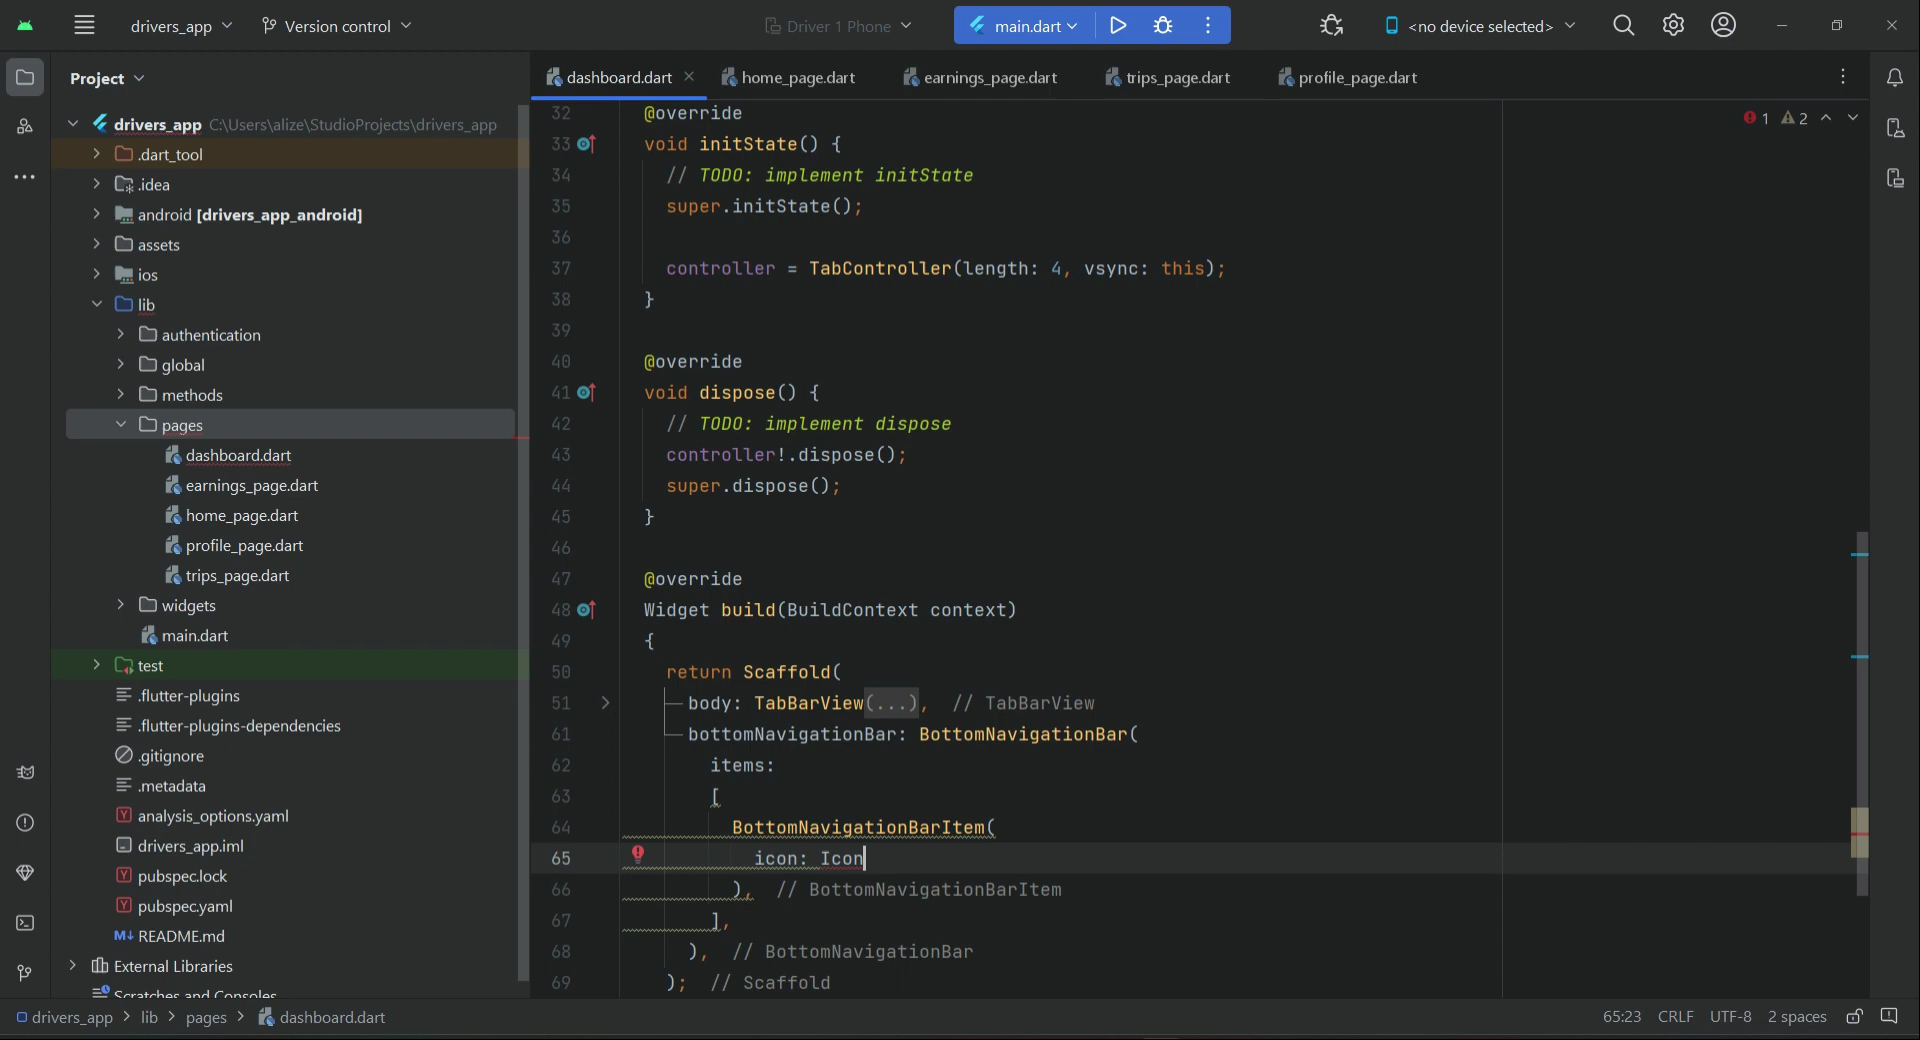 drivers_app
Version control
Driver 1 Phone
main.dart
<no device selected>
Project
dashboard.dart
home_page.dart
earnings_page.dart
trips_page.dart
profile_page.dart
drivers_app C:\Users\alize\StudioProjects\drivers_app
.dart_tool
.idea
android [drivers_app_android]
assets
ios
lib
authentication
global
methods
pages
dashboard.dart
earnings_page.dart
home_page.dart
profile_page.dart
trips_page.dart
widgets
main.dart
test
.flutter-plugins
.flutter-plugins-dependencies
.gitignore
.metadata
analysis_options.yaml
drivers_app.iml
pubspec.lock
pubspec.yaml
M↓ README.md
External Libraries
Scratches and Consoles
1 2
32 @override
33 void initState() {
34 // TODO: implement initState
35 super.initState();
36
37 controller = TabController(length: 4, vsync: this);
38 }
39
40 @override
41 void dispose() {
42 // TODO: implement dispose
43 controller!.dispose();
44 super.dispose();
45 }
46
47 @override
48 Widget build(BuildContext context)
49 {
50 return Scaffold(
51 body: TabBarView(...), // TabBarView
61 bottomNavigationBar: BottomNavigationBar(
62 items:
63 [
64 BottomNavigationBarItem(
65 icon: Icon
66 ), // BottomNavigationBarItem
67 ],
68 ), // BottomNavigationBar
69 ); // Scaffold
drivers_app > lib > pages > dashboard.dart
65:23 CRLF UTF-8 2 spaces